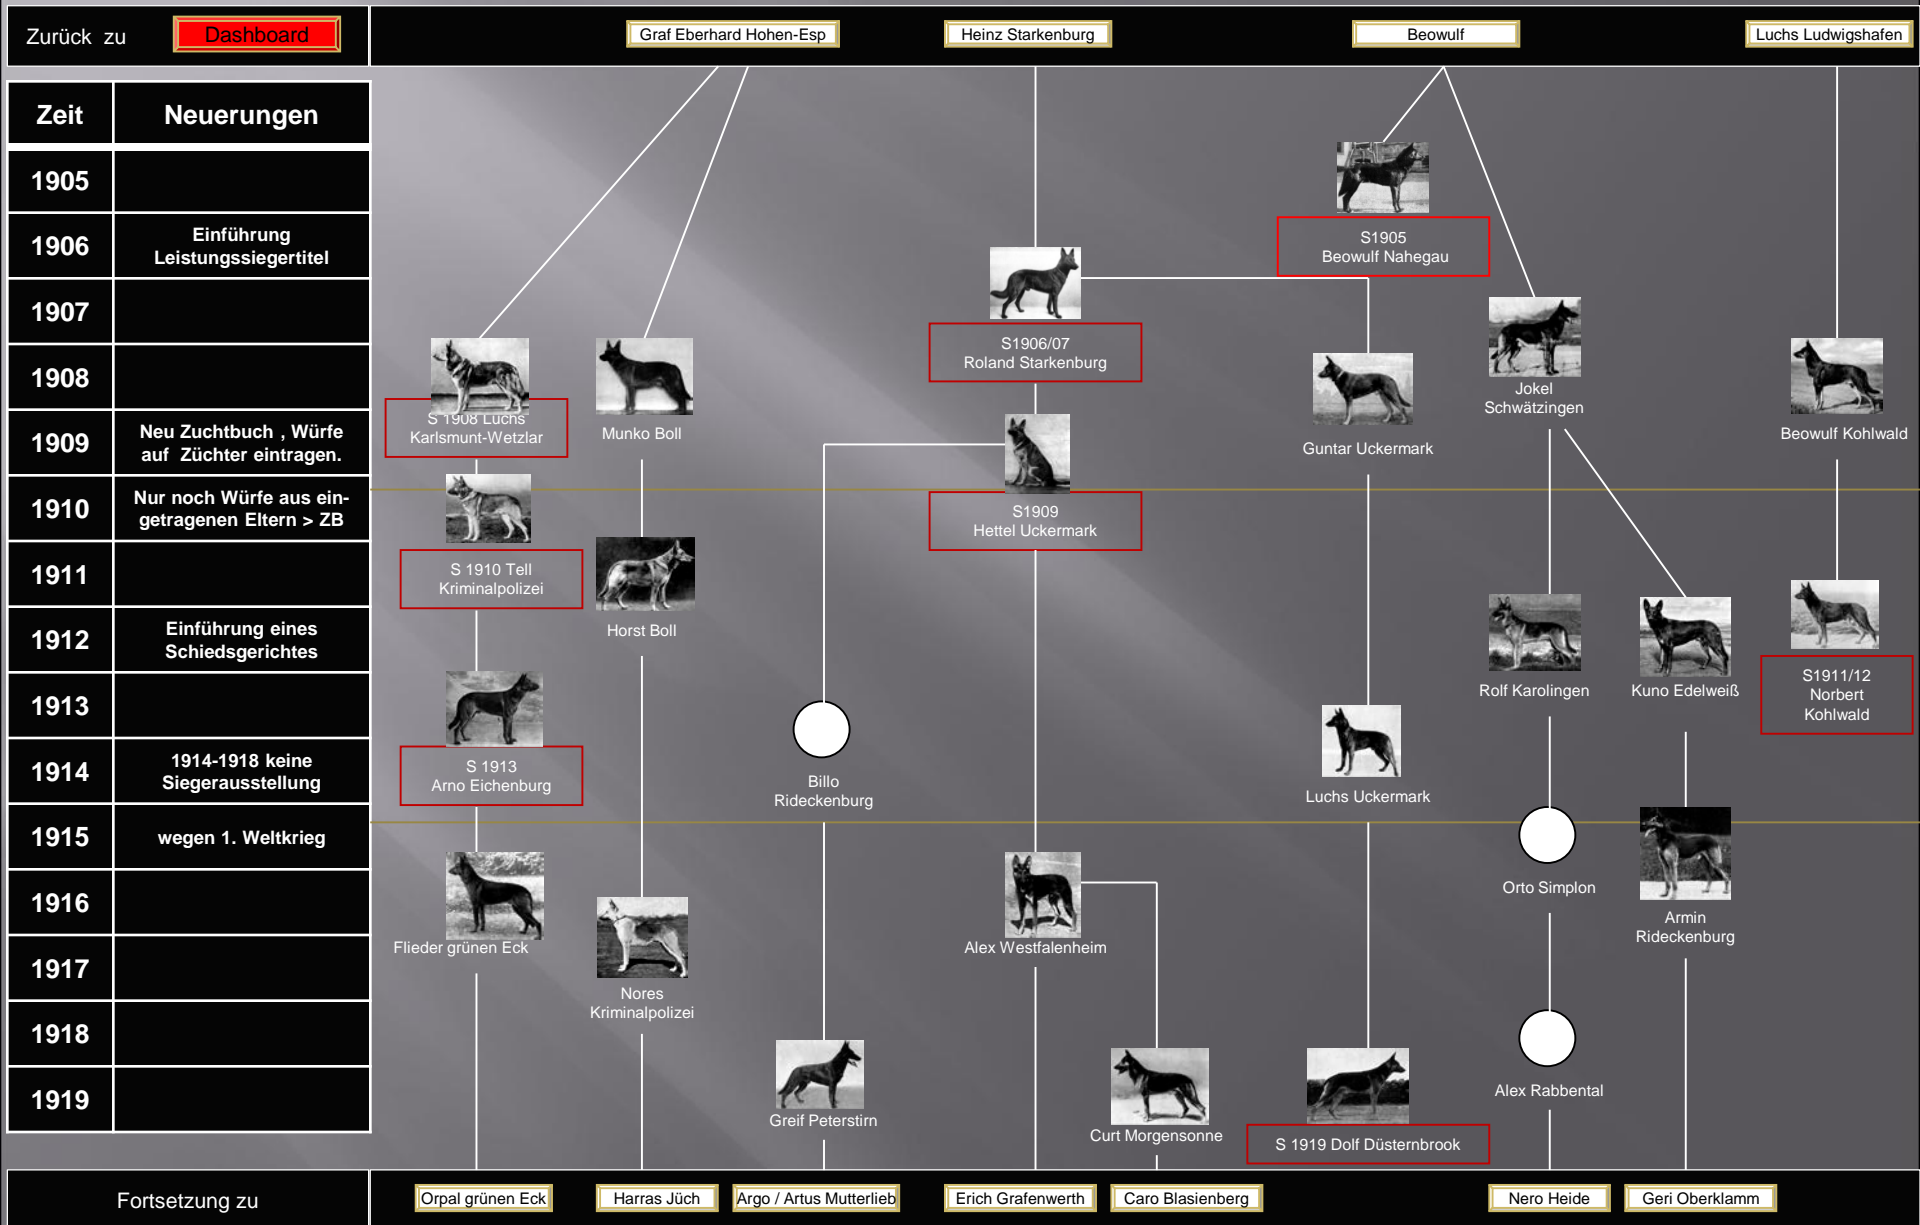 Zurück zu
Dashboard
Graf Eberhard Hohen-Esp
Heinz Starkenburg
Beowulf
Luchs Ludwigshafen
Zeit
Neuerungen
1905
1906
Einführung
Leistungssiegertitel
1907
1908
1909
Neu Zuchtbuch , Würfe
auf Züchter eintragen.
1910
Nur noch Würfe aus ein-
getragenen Eltern > ZB
1911
1912
Einführung eines
Schiedsgerichtes
1913
1914
1914-1918 keine
Siegerausstellung
1915
wegen 1. Weltkrieg
1916
1917
1918
1919
S 1908 Luchs
Karlsmunt-Wetzlar
S 1910 Tell
Kriminalpolizei
S 1913
Arno Eichenburg
Flieder grünen Eck
Munko Boll
Horst Boll
Nores
Kriminalpolizei
Billo
Rideckenburg
Greif Peterstirn
S1906/07
Roland Starkenburg
S1909
Hettel Uckermark
Alex Westfalenheim
Curt Morgensonne
S1905
Beowulf Nahegau
Guntar Uckermark
Luchs Uckermark
S 1919 Dolf Düsternbrook
Jokel
Schwätzingen
Rolf Karolingen
Orto Simplon
Alex Rabbental
Kuno Edelweiß
Armin
Rideckenburg
Beowulf Kohlwald
S1911/12
Norbert
Kohlwald
Fortsetzung zu
Orpal grünen Eck
Harras Jüch
Argo / Artus Mutterlieb
Erich Grafenwerth
Caro Blasienberg
Nero Heide
Geri Oberklamm